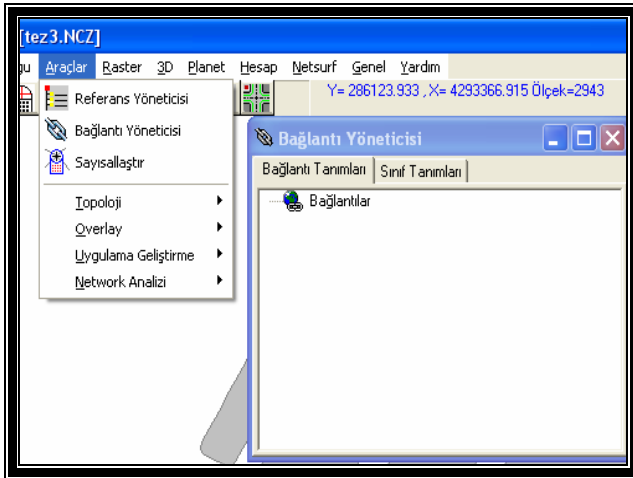 [tez3.NCZ]
gu Araçlar Raster 3D Planet Hesap Netsurf Genel Yardım
Y= 286123.933 , X= 4293366.915 Ölçek=2943
Referans Yöneticisi
Bağlantı Yöneticisi
Sayısallaştır
Topoloji
Overlay
Uygulama Geliştirme
Network Analizi
Bağlantı Yöneticisi
Bağlantı Tanımları Sınıf Tanımları
Bağlantılar